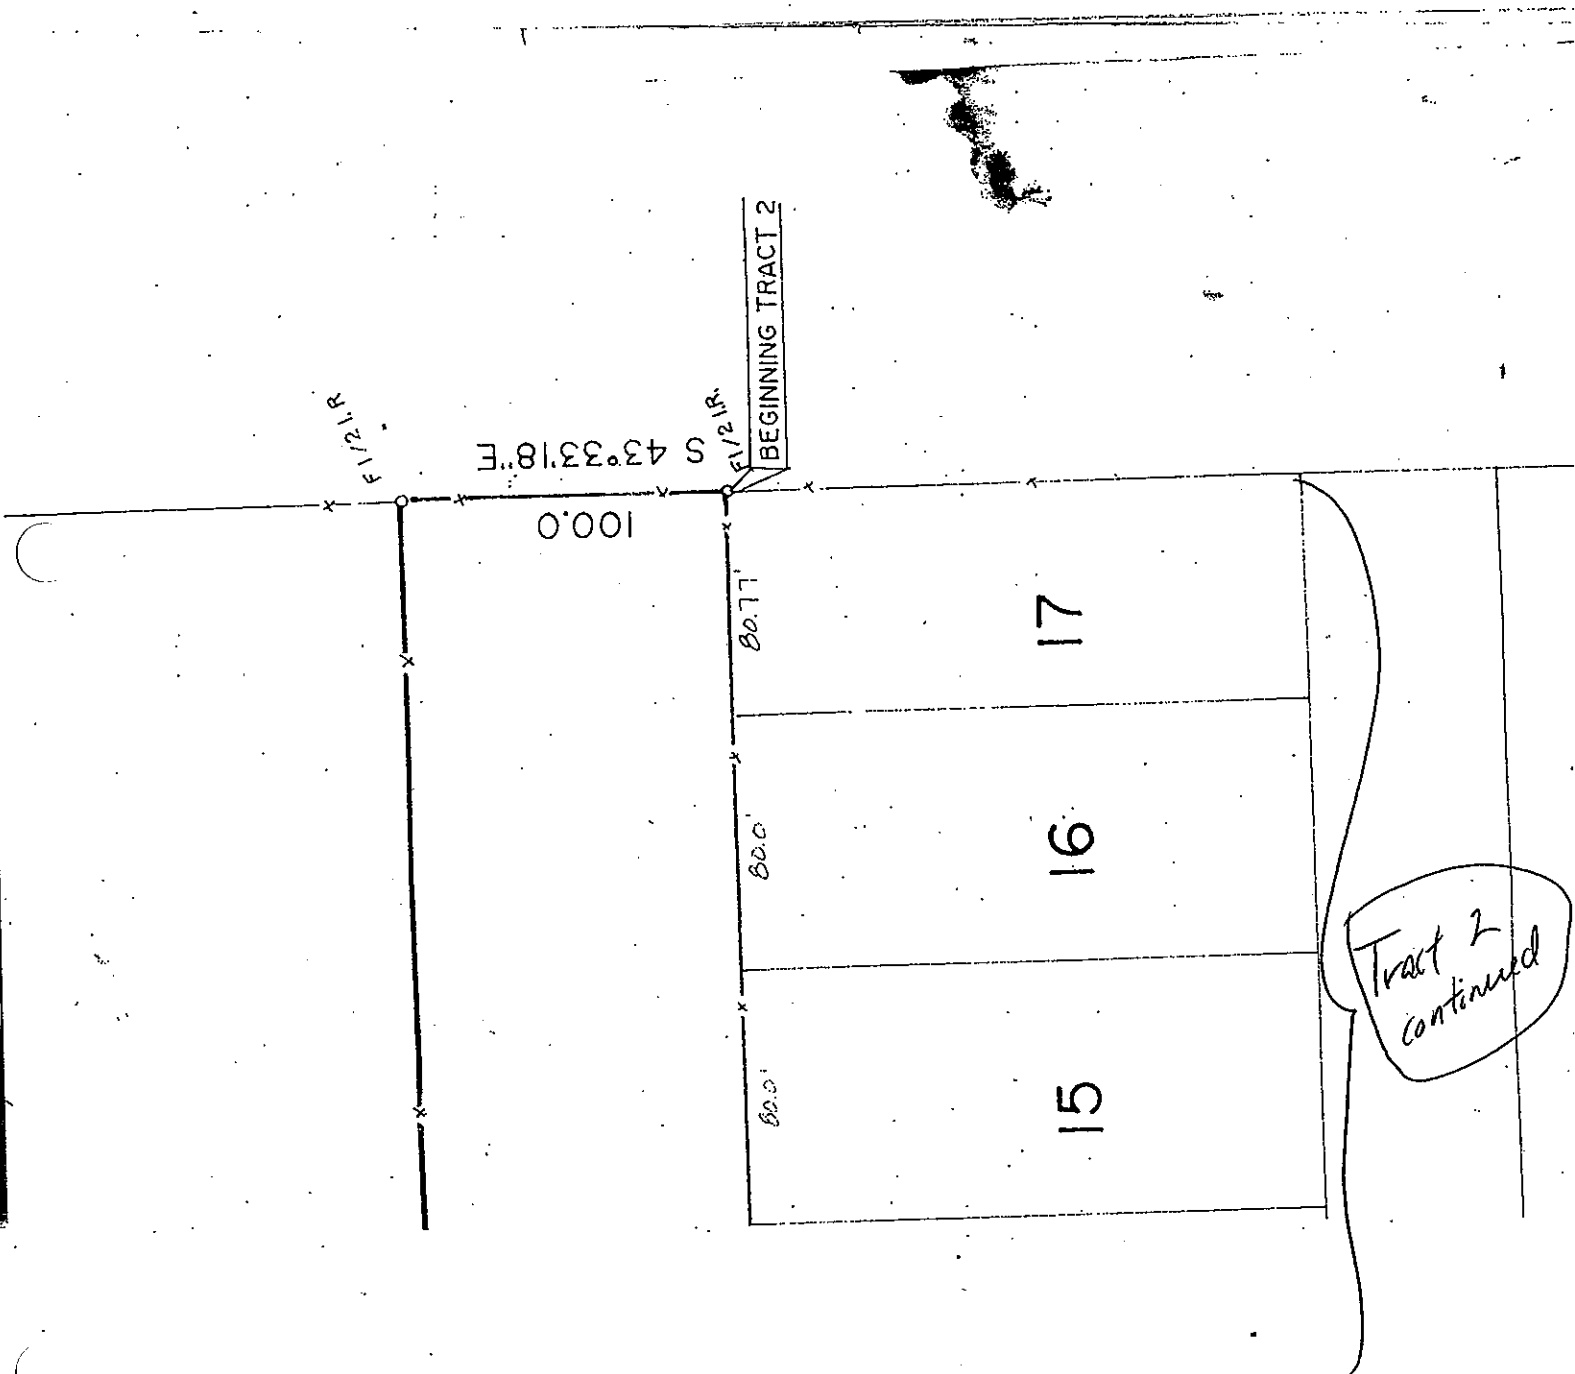 F 1/2 I.R
S 43°33'18"E
100.0
F 1/2 I.R.
BEGINNING TRACT 2
80.77'
17
80.0'
16
80.0'
15
Tract 2
continued